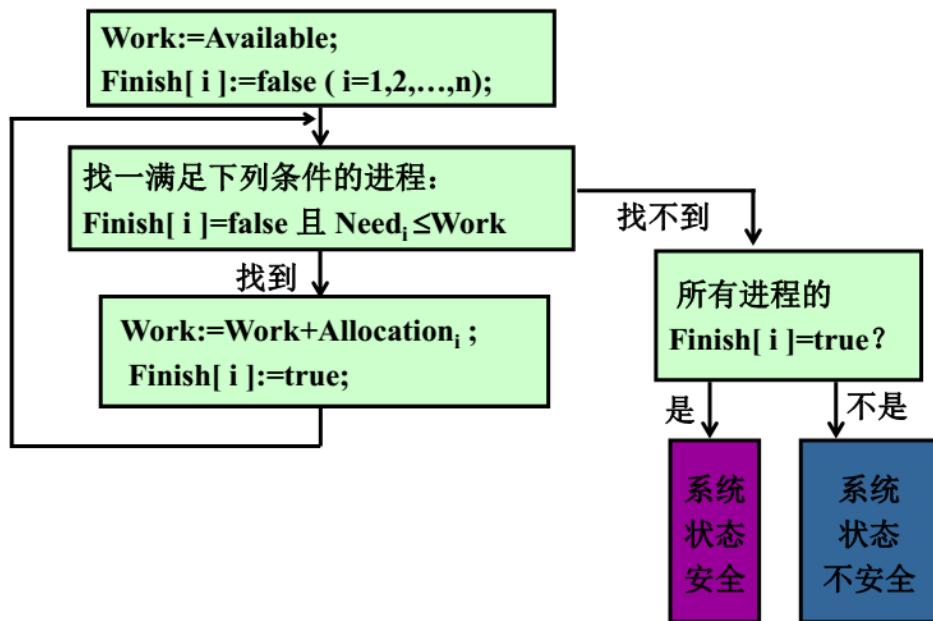 Work:=Available;
Finish[ i ]:=false ( i=1,2,…,n);
找一满足下列条件的进程：
Finish[ i ]=false 且 Needᵢ ≤Work
找不到
找到
所有进程的
Finish[ i ]=true？
Work:=Work+Allocationᵢ ;
Finish[ i ]:=true;
是
不是
系统
状态
安全
系统
状态
不安全